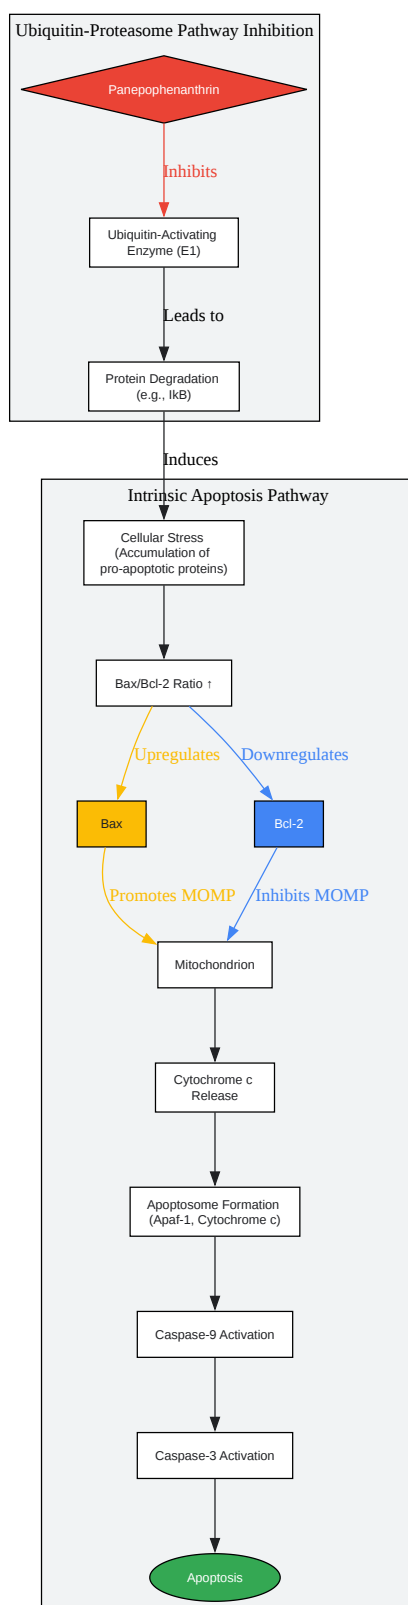 Ubiquitin-Proteasome Pathway Inhibition
Panepophenanthrin
Inhibits
Ubiquitin-Activating
Enzyme (E1)
Leads to
Protein Degradation
(e.g., IkB)
Induces
Intrinsic Apoptosis Pathway
Cellular Stress
(Accumulation of
pro-apoptotic proteins)
Bax/Bcl-2 Ratio ↑
Upregulates
Downregulates
Bax
Bcl-2
Promotes MOMP
Inhibits MOMP
Mitochondrion
Cytochrome c
Release
Apoptosome Formation
(Apaf-1, Cytochrome c)
Caspase-9 Activation
Caspase-3 Activation
Apoptosis